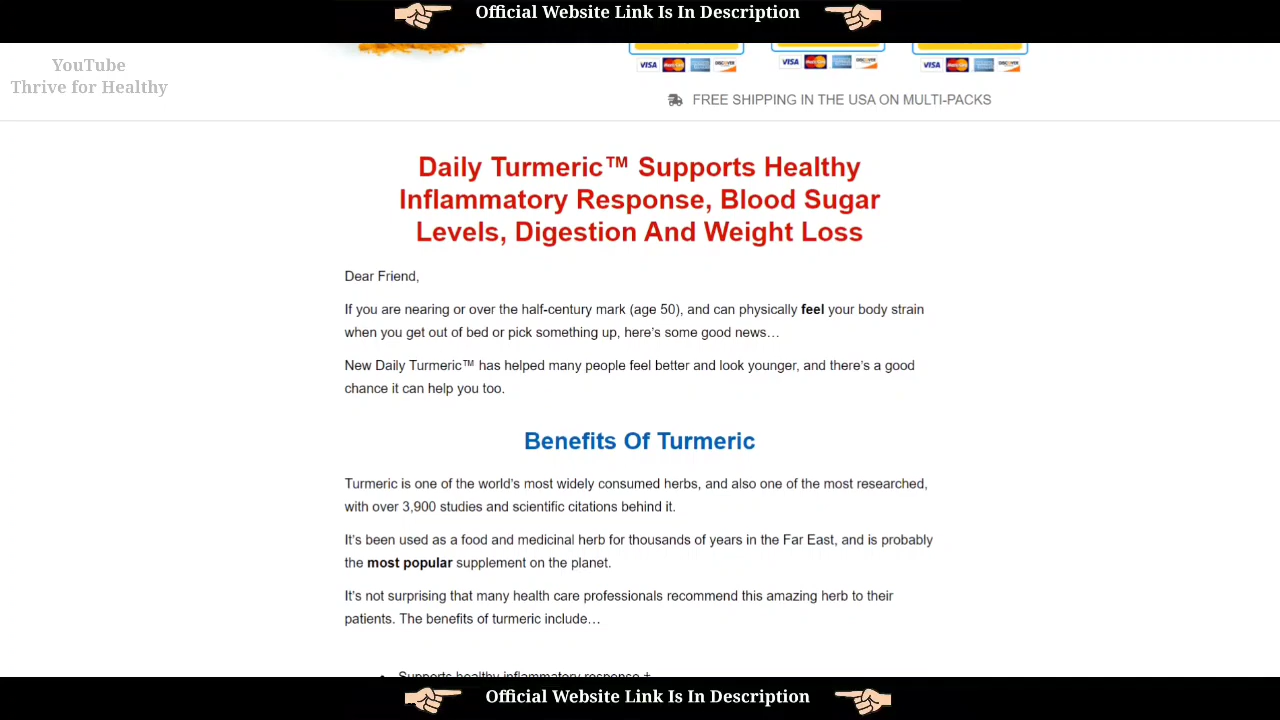 Official Website Link Is In Description
YouTube
Thrive for Healthy
VISA MasterCard DISCOVER
VISA MasterCard DISCOVER
VISA MasterCard DISCOVER
FREE SHIPPING IN THE USA ON MULTI-PACKS
Daily Turmeric™ Supports Healthy
Inflammatory Response, Blood Sugar
Levels, Digestion And Weight Loss
Dear Friend,
If you are nearing or over the half-century mark (age 50), and can physically feel your body strain
when you get out of bed or pick something up, here's some good news…
New Daily Turmeric™ has helped many people feel better and look younger, and there's a good
chance it can help you too.
Benefits Of Turmeric
Turmeric is one of the world's most widely consumed herbs, and also one of the most researched,
with over 3,900 studies and scientific citations behind it.
It's been used as a food and medicinal herb for thousands of years in the Far East, and is probably
the most popular supplement on the planet.
It's not surprising that many health care professionals recommend this amazing herb to their
patients. The benefits of turmeric include…
• Supports healthy inflammatory response ‡
Official Website Link Is In Description